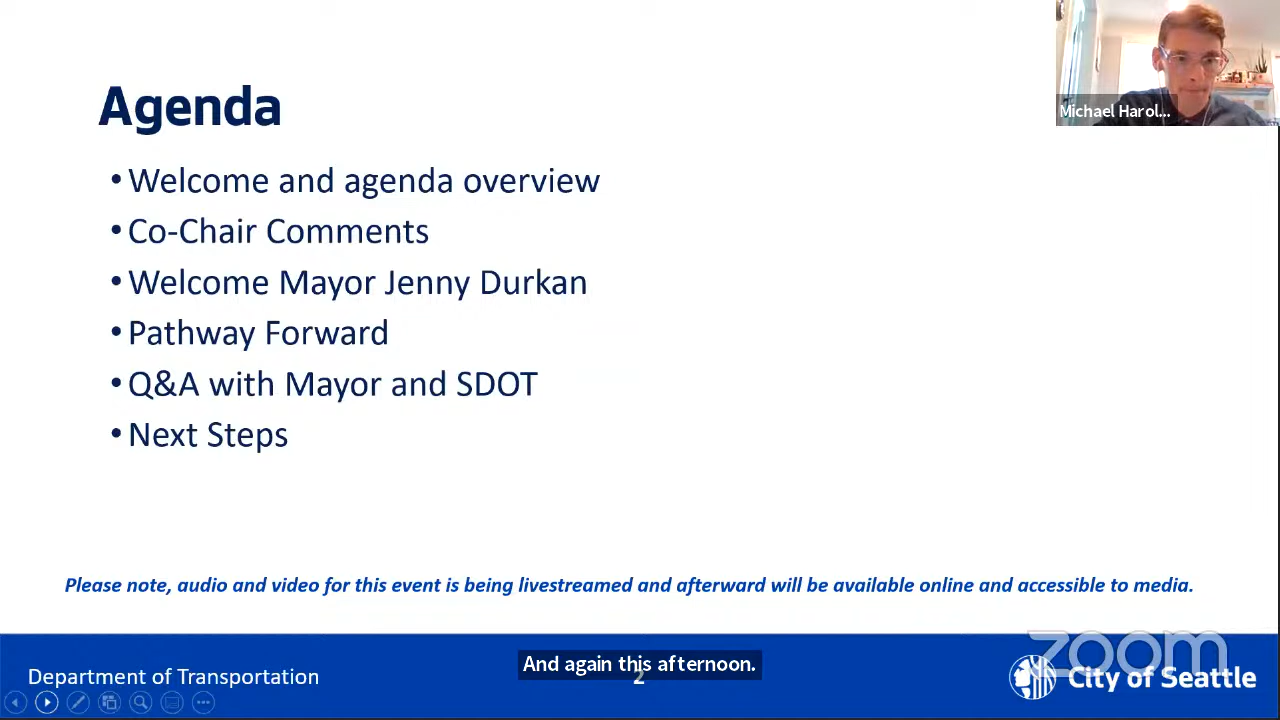 Michael Harol...
Agenda
• Welcome and agenda overview
• Co-Chair Comments
• Welcome Mayor Jenny Durkan
• Pathway Forward
• Q&A with Mayor and SDOT
• Next Steps
Please note, audio and video for this event is being livestreamed and afterward will be available online and accessible to media.
zoom
And again this afternoon.
Department of Transportation
2
City of Seattle